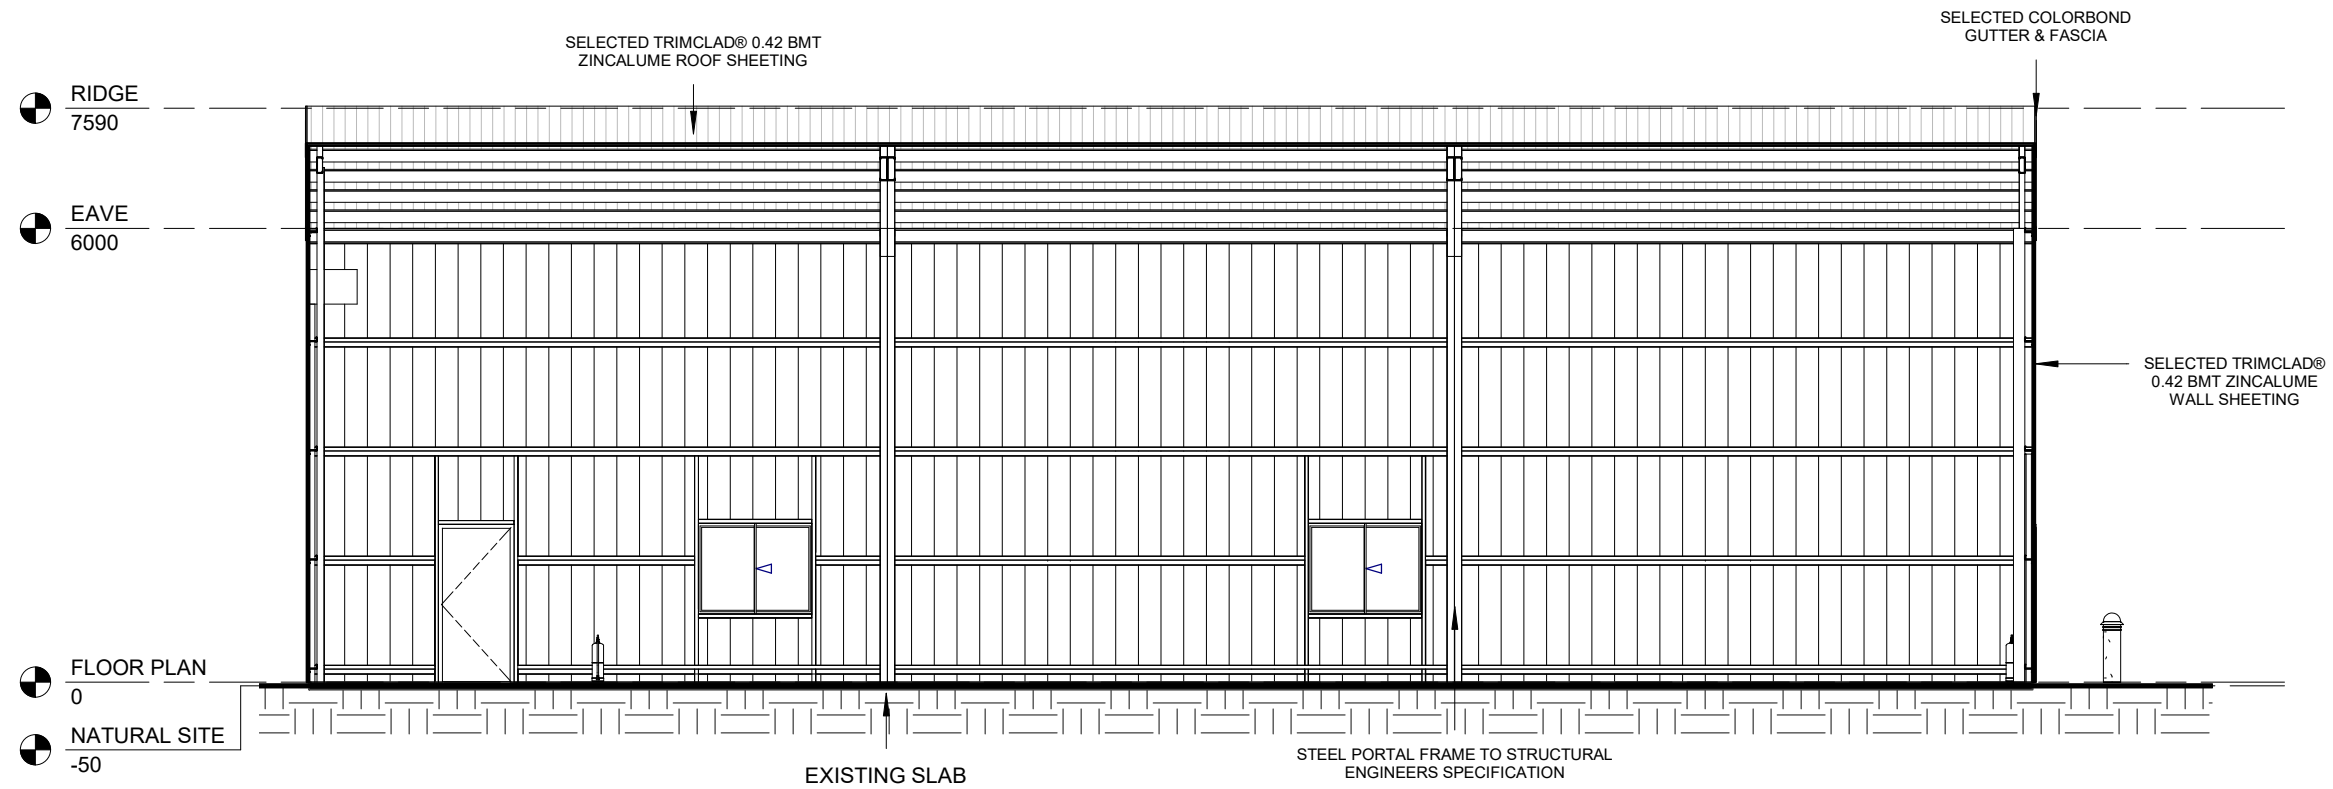 SELECTED COLORBOND
GUTTER & FASCIA
SELECTED TRIMCLAD® 0.42 BMT
ZINCALUME ROOF SHEETING
RIDGE
7590
EAVE
6000
SELECTED TRIMCLAD®
0.42 BMT ZINCALUME
WALL SHEETING
FLOOR PLAN
0
NATURAL SITE
-50
EXISTING SLAB
STEEL PORTAL FRAME TO STRUCTURAL
ENGINEERS SPECIFICATION